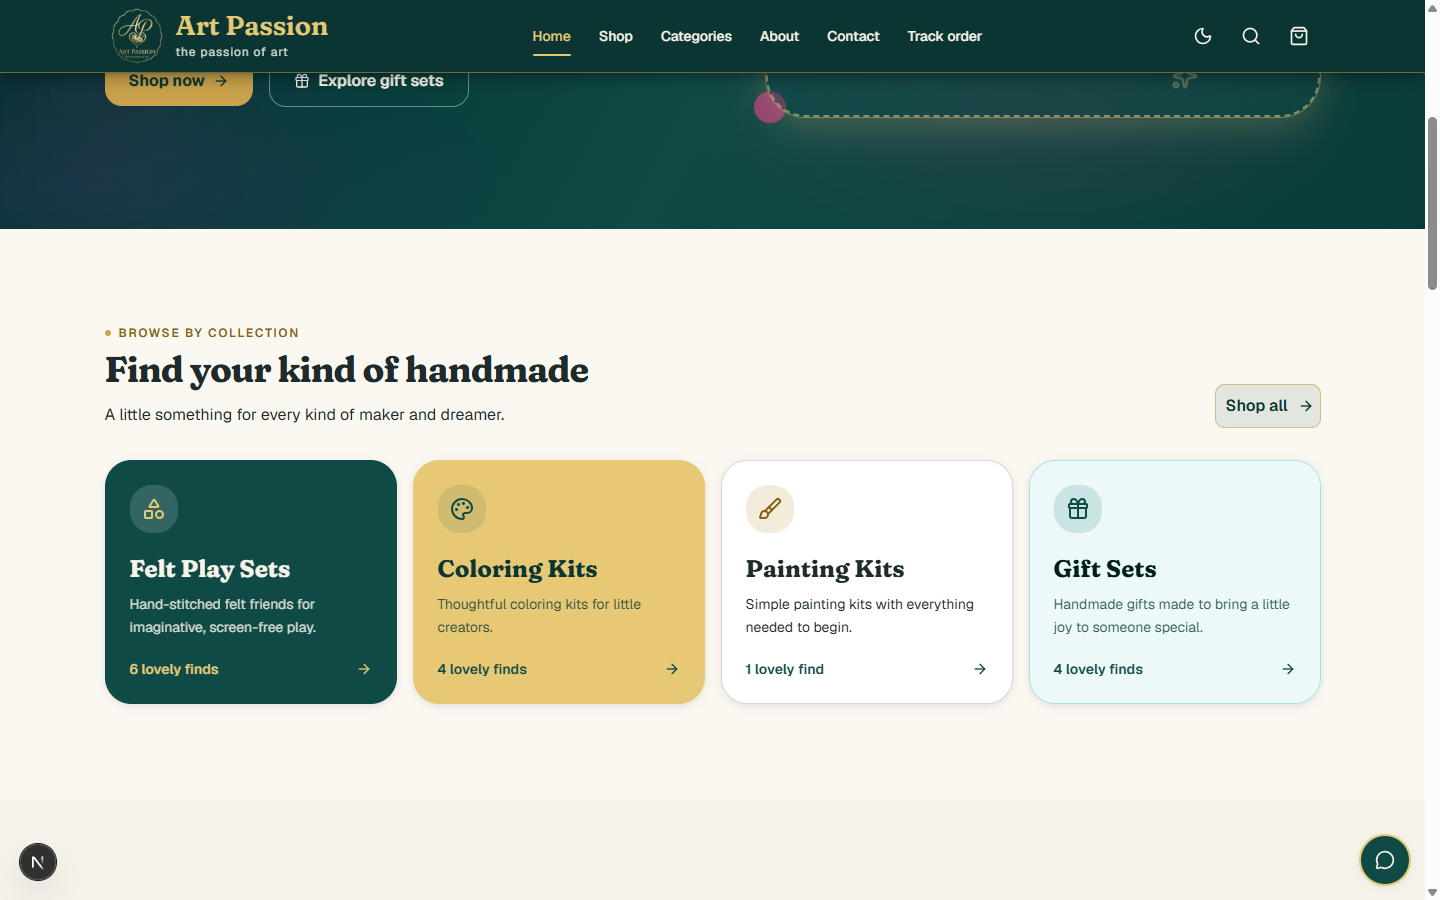 Art Passion
the passion of art
Home
Shop
Categories
About
Contact
Track order
Shop now
Explore gift sets
BROWSE BY COLLECTION
Find your kind of handmade
A little something for every kind of maker and dreamer.
Shop all
Felt Play Sets
Hand-stitched felt friends for
imaginative, screen-free play.
6 lovely finds
Coloring Kits
Thoughtful coloring kits for little
creators.
4 lovely finds
Painting Kits
Simple painting kits with everything
needed to begin.
1 lovely find
Gift Sets
Handmade gifts made to bring a little
joy to someone special.
4 lovely finds
N